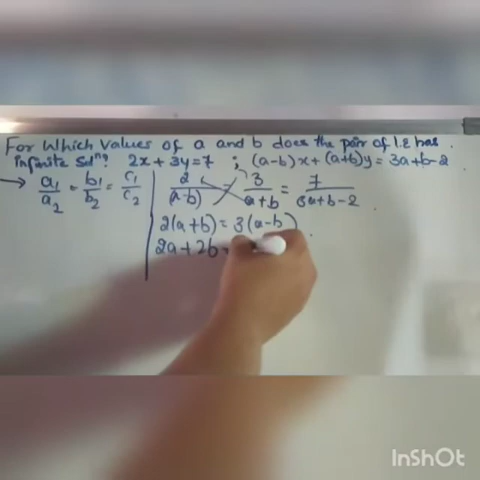 For Which Values of a and b does the pair of L.E has
infinite Solⁿ? 2x + 3y = 7 ; (a-b)x + (a+b)y = 3a+b-2
→ a₁/a₂ = b₁/b₂ = c₁/c₂ 2/(a-b) = 3/a+b = 7/3a+b-2
2(a+b) = 3(a-b)
2a+2b
InShOt